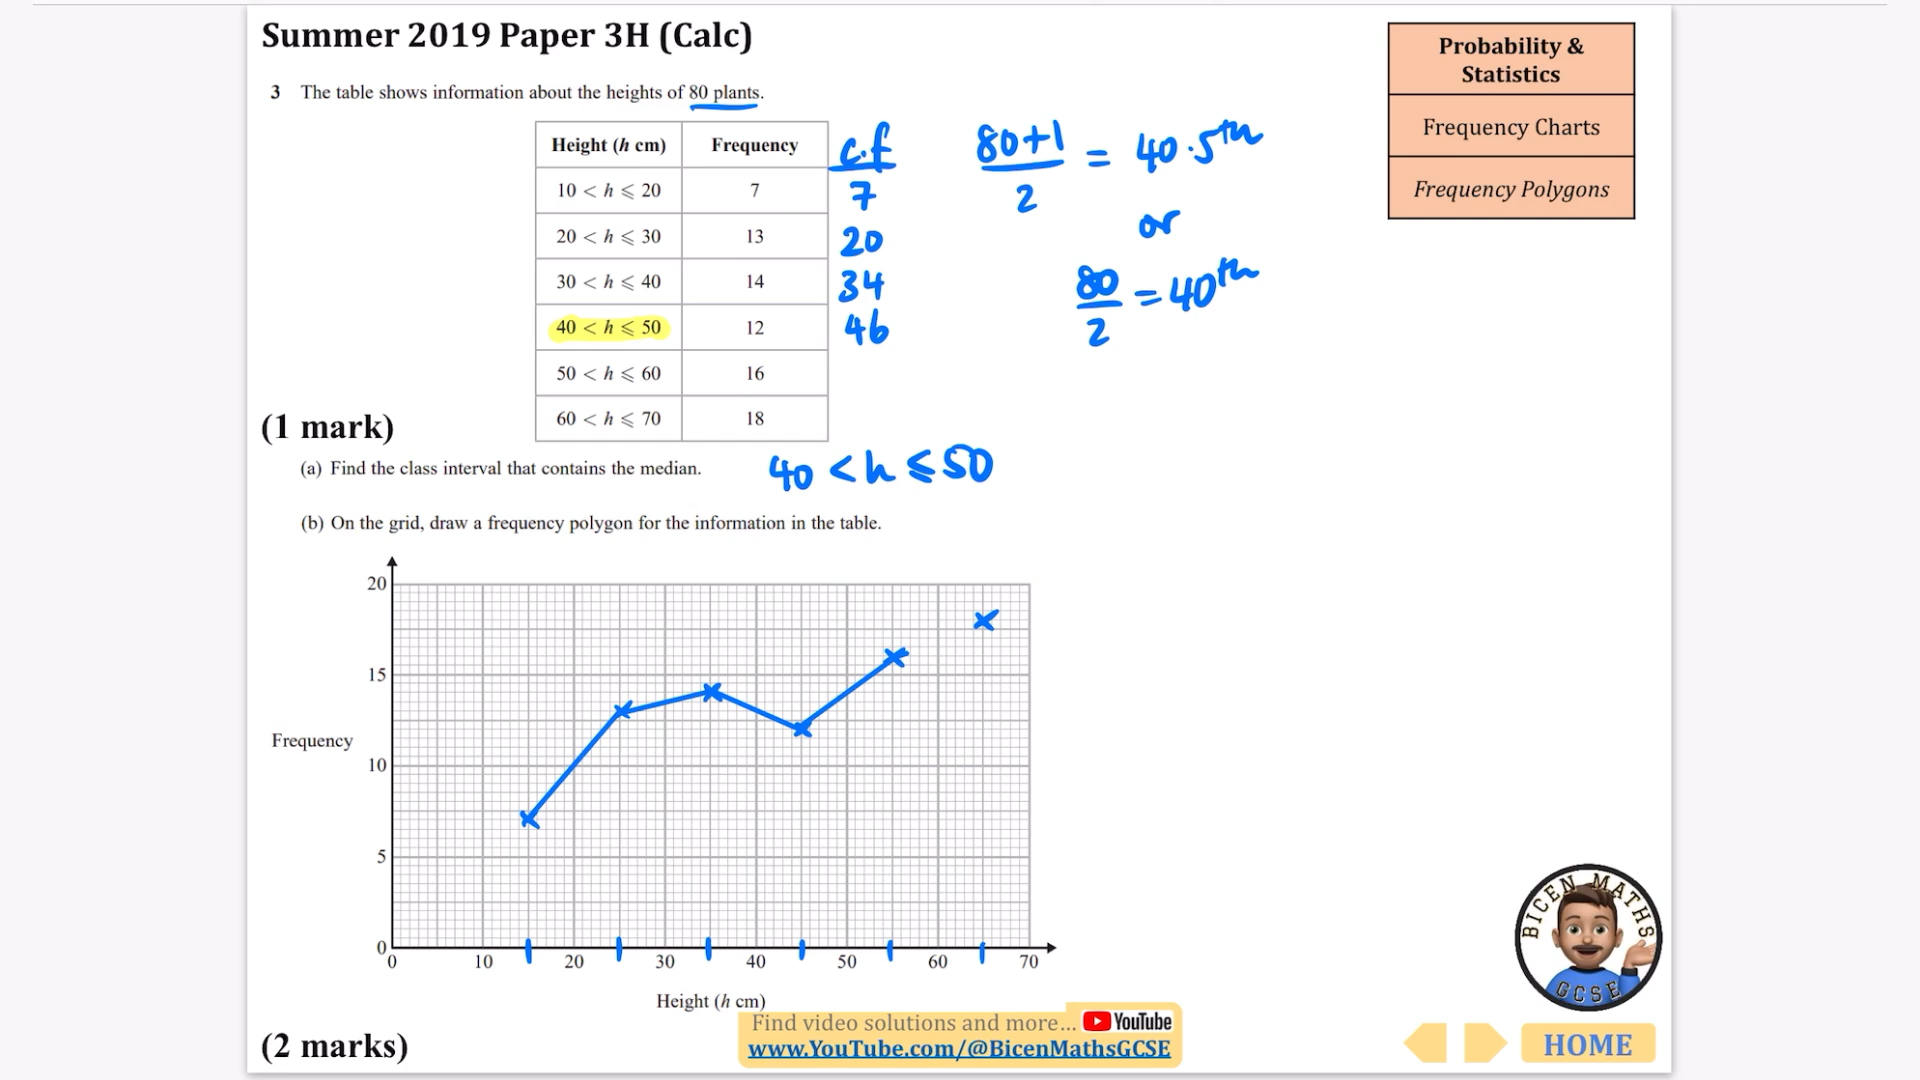 Summer 2019 Paper 3H (Calc)
Probability &
Statistics
Frequency Charts
Frequency Polygons
3 The table shows information about the heights of 80 plants.
Height (h cm) Frequency c.f
10 < h ⩽ 20 7 7
20 < h ⩽ 30 13 20
30 < h ⩽ 40 14 34
40 < h ⩽ 50 12 46
50 < h ⩽ 60 16
60 < h ⩽ 70 18
80+1
2
= 40.5th
or
80
2
= 40th
(1 mark)
(a) Find the class interval that contains the median. 40 < h ⩽ 50
(b) On the grid, draw a frequency polygon for the information in the table.
20
15
Frequency
10
5
0
0 10 20 30 40 50 60 70
Height (h cm)
(2 marks)
Find video solutions and more... YouTube
www.YouTube.com/@BicenMathsGCSE
BICEN MATHS
GCSE
HOME